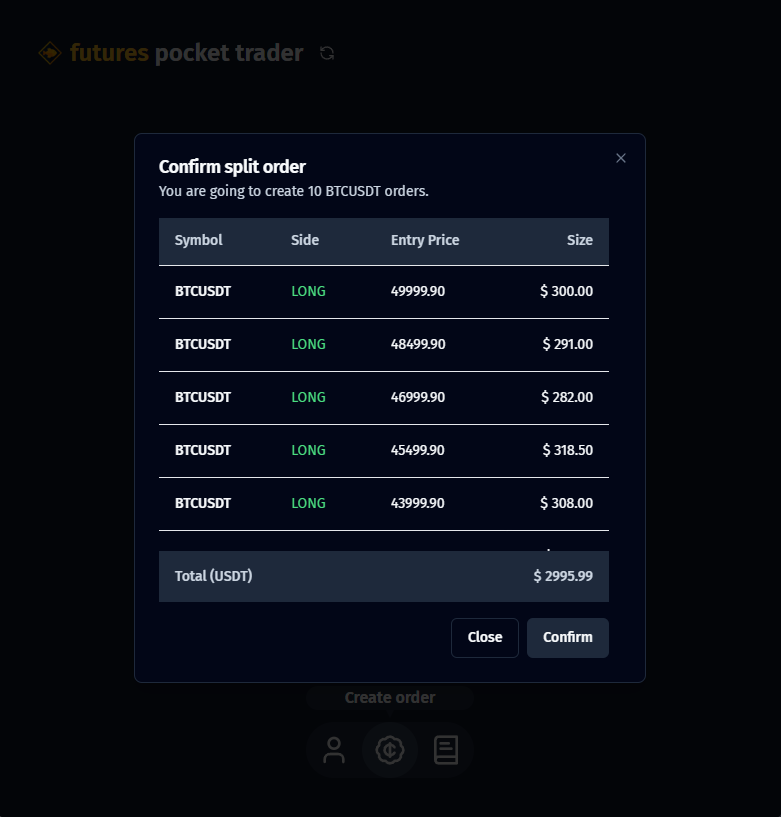 futures pocket trader
Confirm split order
You are going to create 10 BTCUSDT orders.
Symbol Side Entry Price Size
BTCUSDT LONG 49999.90 $ 300.00
BTCUSDT LONG 48499.90 $ 291.00
BTCUSDT LONG 46999.90 $ 282.00
BTCUSDT LONG 45499.90 $ 318.50
BTCUSDT LONG 43999.90 $ 308.00
Total (USDT) $ 2995.99
Close Confirm
Create order